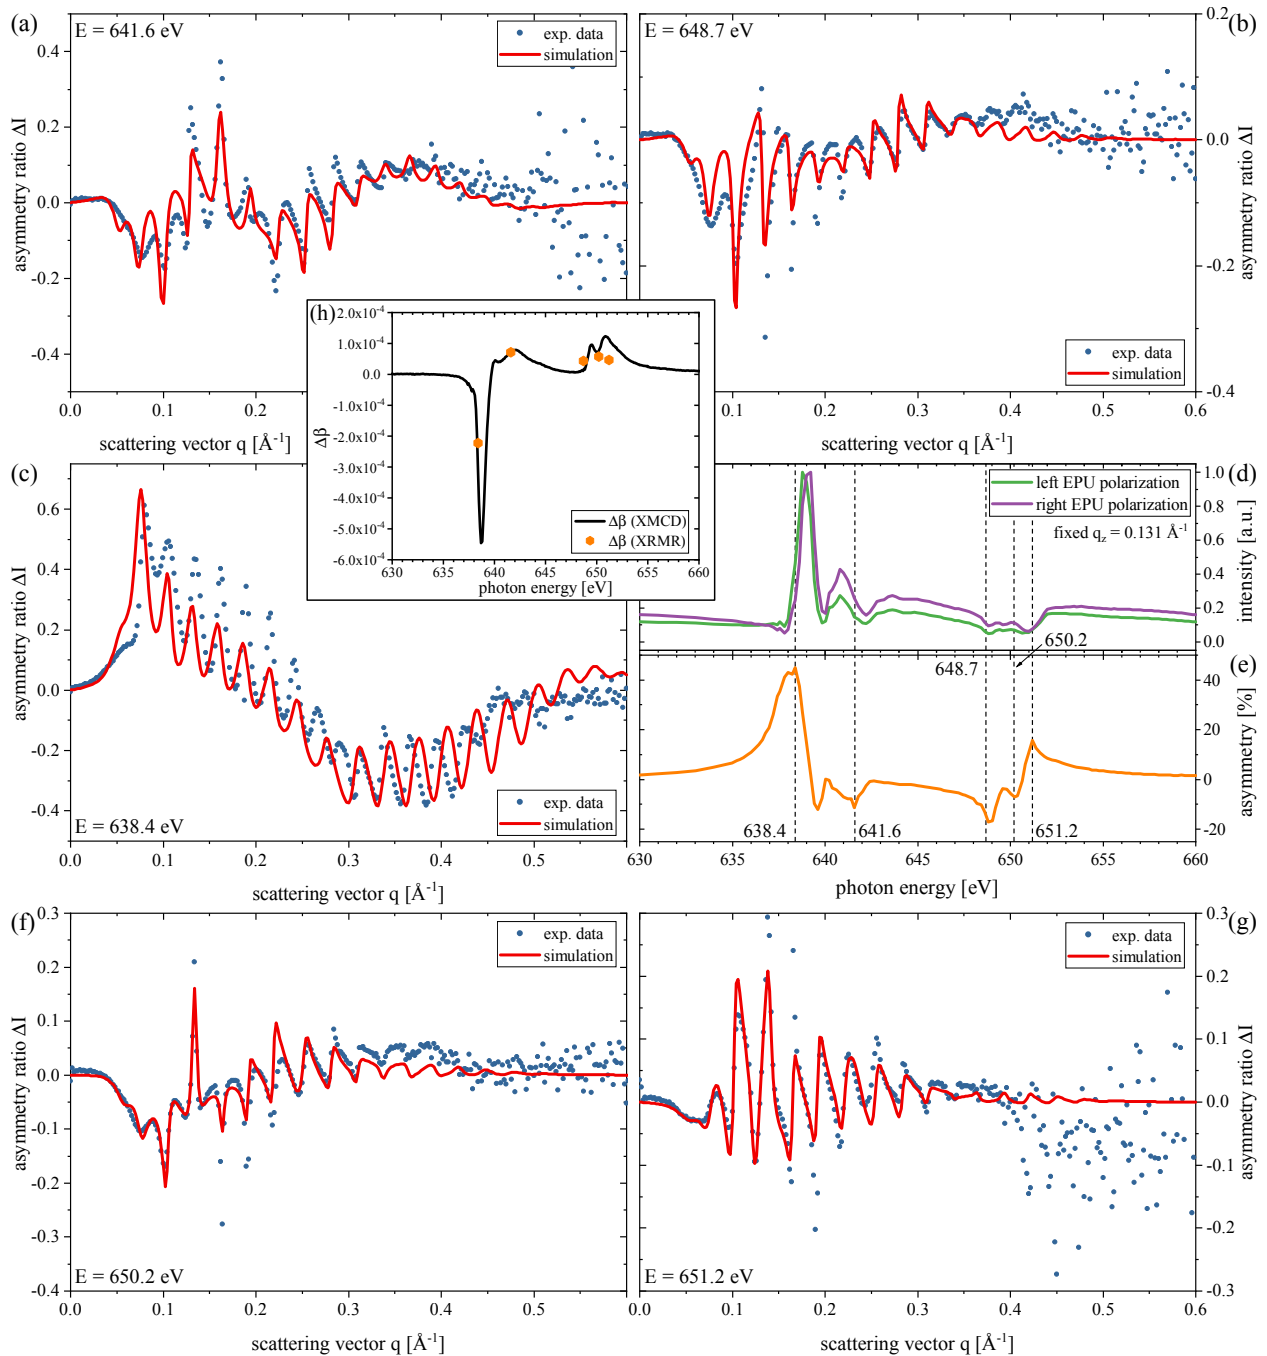 (a)
E = 641.6 eV
exp. data
simulation
0.4
0.2
0.0
-0.2
-0.4
asymmetry ratio ΔI
0.0 0.1 0.2
scattering vector q [Å⁻¹]
(b)
E = 648.7 eV
exp. data
simulation
0.2
0.0
-0.2
-0.4
asymmetry ratio ΔI
0.1 0.2 0.3 0.4 0.5 0.6
scattering vector q [Å⁻¹]
(h)
2.0x10⁻⁴
1.0x10⁻⁴
0.0
-1.0x10⁻⁴
-2.0x10⁻⁴
-3.0x10⁻⁴
-4.0x10⁻⁴
-5.0x10⁻⁴
-6.0x10⁻⁴
Δβ
Δβ (XMCD)
Δβ (XRMR)
630 640 645 650 655 660
photon energy [eV]
(c)
0.6
0.4
0.2
0.0
-0.2
-0.4
asymmetry ratio ΔI
exp. data
simulation
E = 638.4 eV
0.0 0.1 0.2 0.3 0.4 0.5
scattering vector q [Å⁻¹]
(d)
left EPU polarization
right EPU polarization
fixed q_z = 0.131 Å⁻¹
1.0
0.8
0.6
0.4
0.2
0.0
intensity [a.u.]
650.2
648.7
(e)
40
20
0
-20
asymmetry [%]
638.4 641.6 651.2
630 635 640 645 650 655 660
photon energy [eV]
(f)
0.3
0.2
0.1
0.0
-0.1
-0.2
-0.3
-0.4
asymmetry ratio ΔI
exp. data
simulation
E = 650.2 eV
0.0 0.1 0.2 0.3 0.4 0.5
scattering vector q [Å⁻¹]
(g)
exp. data
simulation
0.3
0.2
0.1
0.0
-0.1
-0.2
-0.3
asymmetry ratio ΔI
E = 651.2 eV
0.0 0.1 0.2 0.3 0.4 0.5 0.6
scattering vector q [Å⁻¹]